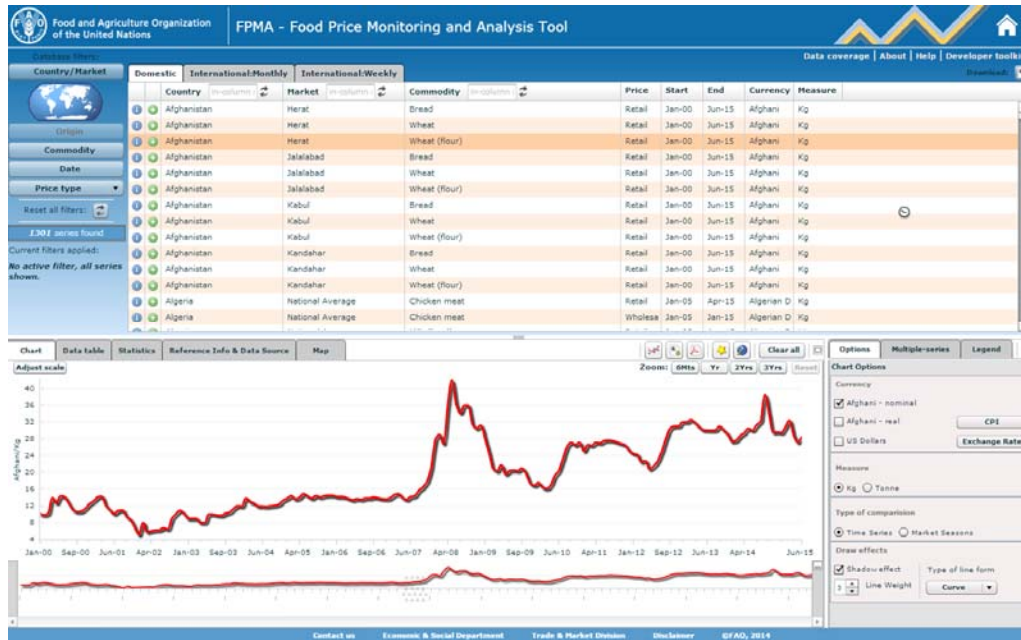 Food and Agriculture Organization
of the United Nations
FPMA - Food Price Monitoring and Analysis Tool
Data coverage | About | Help | Developer toolki
Database filters:
Country/Market
Origin
Commodity
Date
Price type
Reset all filters:
1301 series found
Current filters applied:
No active filter, all series
shown.
Domestic International:Monthly International:Weekly
Download:
Country Market Commodity Price Start End Currency Measure
Afghanistan Herat Bread Retail Jan-00 Jun-15 Afghani Kg
Afghanistan Herat Wheat Retail Jan-00 Jun-15 Afghani Kg
Afghanistan Herat Wheat (flour) Retail Jan-00 Jun-15 Afghani Kg
Afghanistan Jalalabad Bread Retail Jan-00 Jun-15 Afghani Kg
Afghanistan Jalalabad Wheat Retail Jan-00 Jun-15 Afghani Kg
Afghanistan Jalalabad Wheat (flour) Retail Jan-00 Jun-15 Afghani Kg
Afghanistan Kabul Bread Retail Jan-00 Jun-15 Afghani Kg
Afghanistan Kabul Wheat Retail Jan-00 Jun-15 Afghani Kg
Afghanistan Kabul Wheat (flour) Retail Jan-00 Jun-15 Afghani Kg
Afghanistan Kandahar Bread Retail Jan-00 Jun-15 Afghani Kg
Afghanistan Kandahar Wheat Retail Jan-00 Jun-15 Afghani Kg
Afghanistan Kandahar Wheat (flour) Retail Jan-00 Jun-15 Afghani Kg
Algeria National Average Chicken meat Retail Jan-05 Apr-15 Algerian D Kg
Algeria National Average Chicken meat Wholesa Jan-05 Jan-15 Algerian D Kg
Chart Data table Statistics Reference Info & Data Source Map
Clear all
Adjust scale
Zoom: 6Mts Yr 2Yrs 3Yrs Reset
Afghani/Kg
40
36
32
28
24
20
16
12
8
4
Jan-00 Sep-00 Jun-01 Apr-02 Jan-03 Sep-03 Jun-04 Apr-05 Jan-06 Sep-06 Jun-07 Apr-08 Jan-09 Sep-09 Jun-10 Apr-11 Jan-12 Sep-12 Jun-13 Apr-14 Jun-15
Options Multiple-series Legend
Chart Options
Currency
Afghani - nominal
Afghani - real CPI
US Dollars Exchange Rate
Measure
Kg Tonne
Type of comparision
Time Series Market Seasons
Draw effects
Shadow effect Type of line form
Line Weight Curve
Contact us Economic & Social Department Trade & Market Division Disclaimer ©FAO, 2014